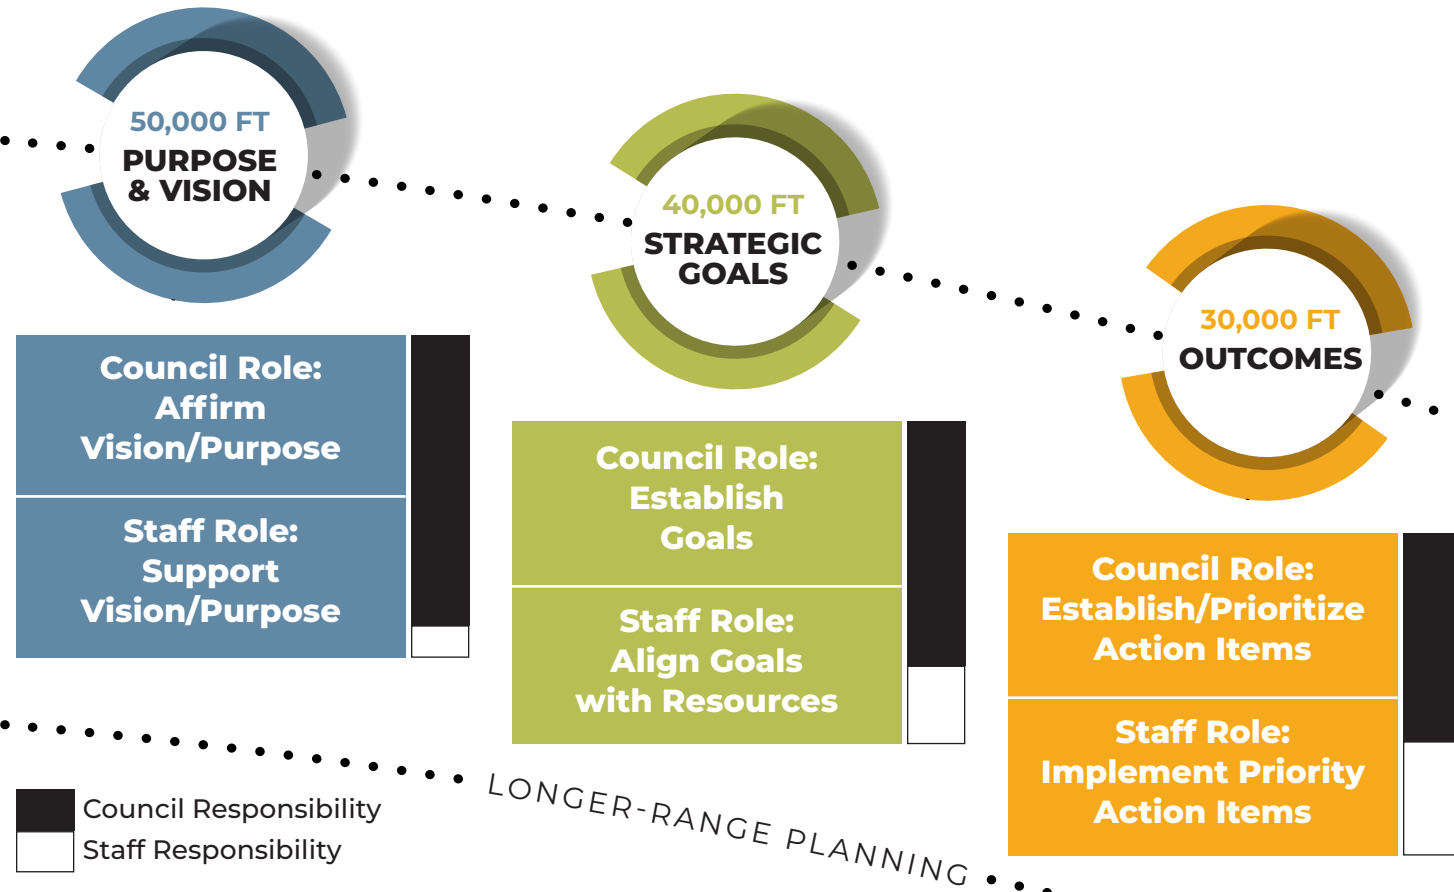 50,000 FT
PURPOSE
& VISION
Council Role:
Affirm
Vision/Purpose
Staff Role:
Support
Vision/Purpose
40,000 FT
STRATEGIC
GOALS
Council Role:
Establish
Goals
Staff Role:
Align Goals
with Resources
30,000 FT
OUTCOMES
Council Role:
Establish/Prioritize
Action Items
Staff Role:
Implement Priority
Action Items
LONGER-RANGE PLANNING
Council Responsibility
Staff Responsibility